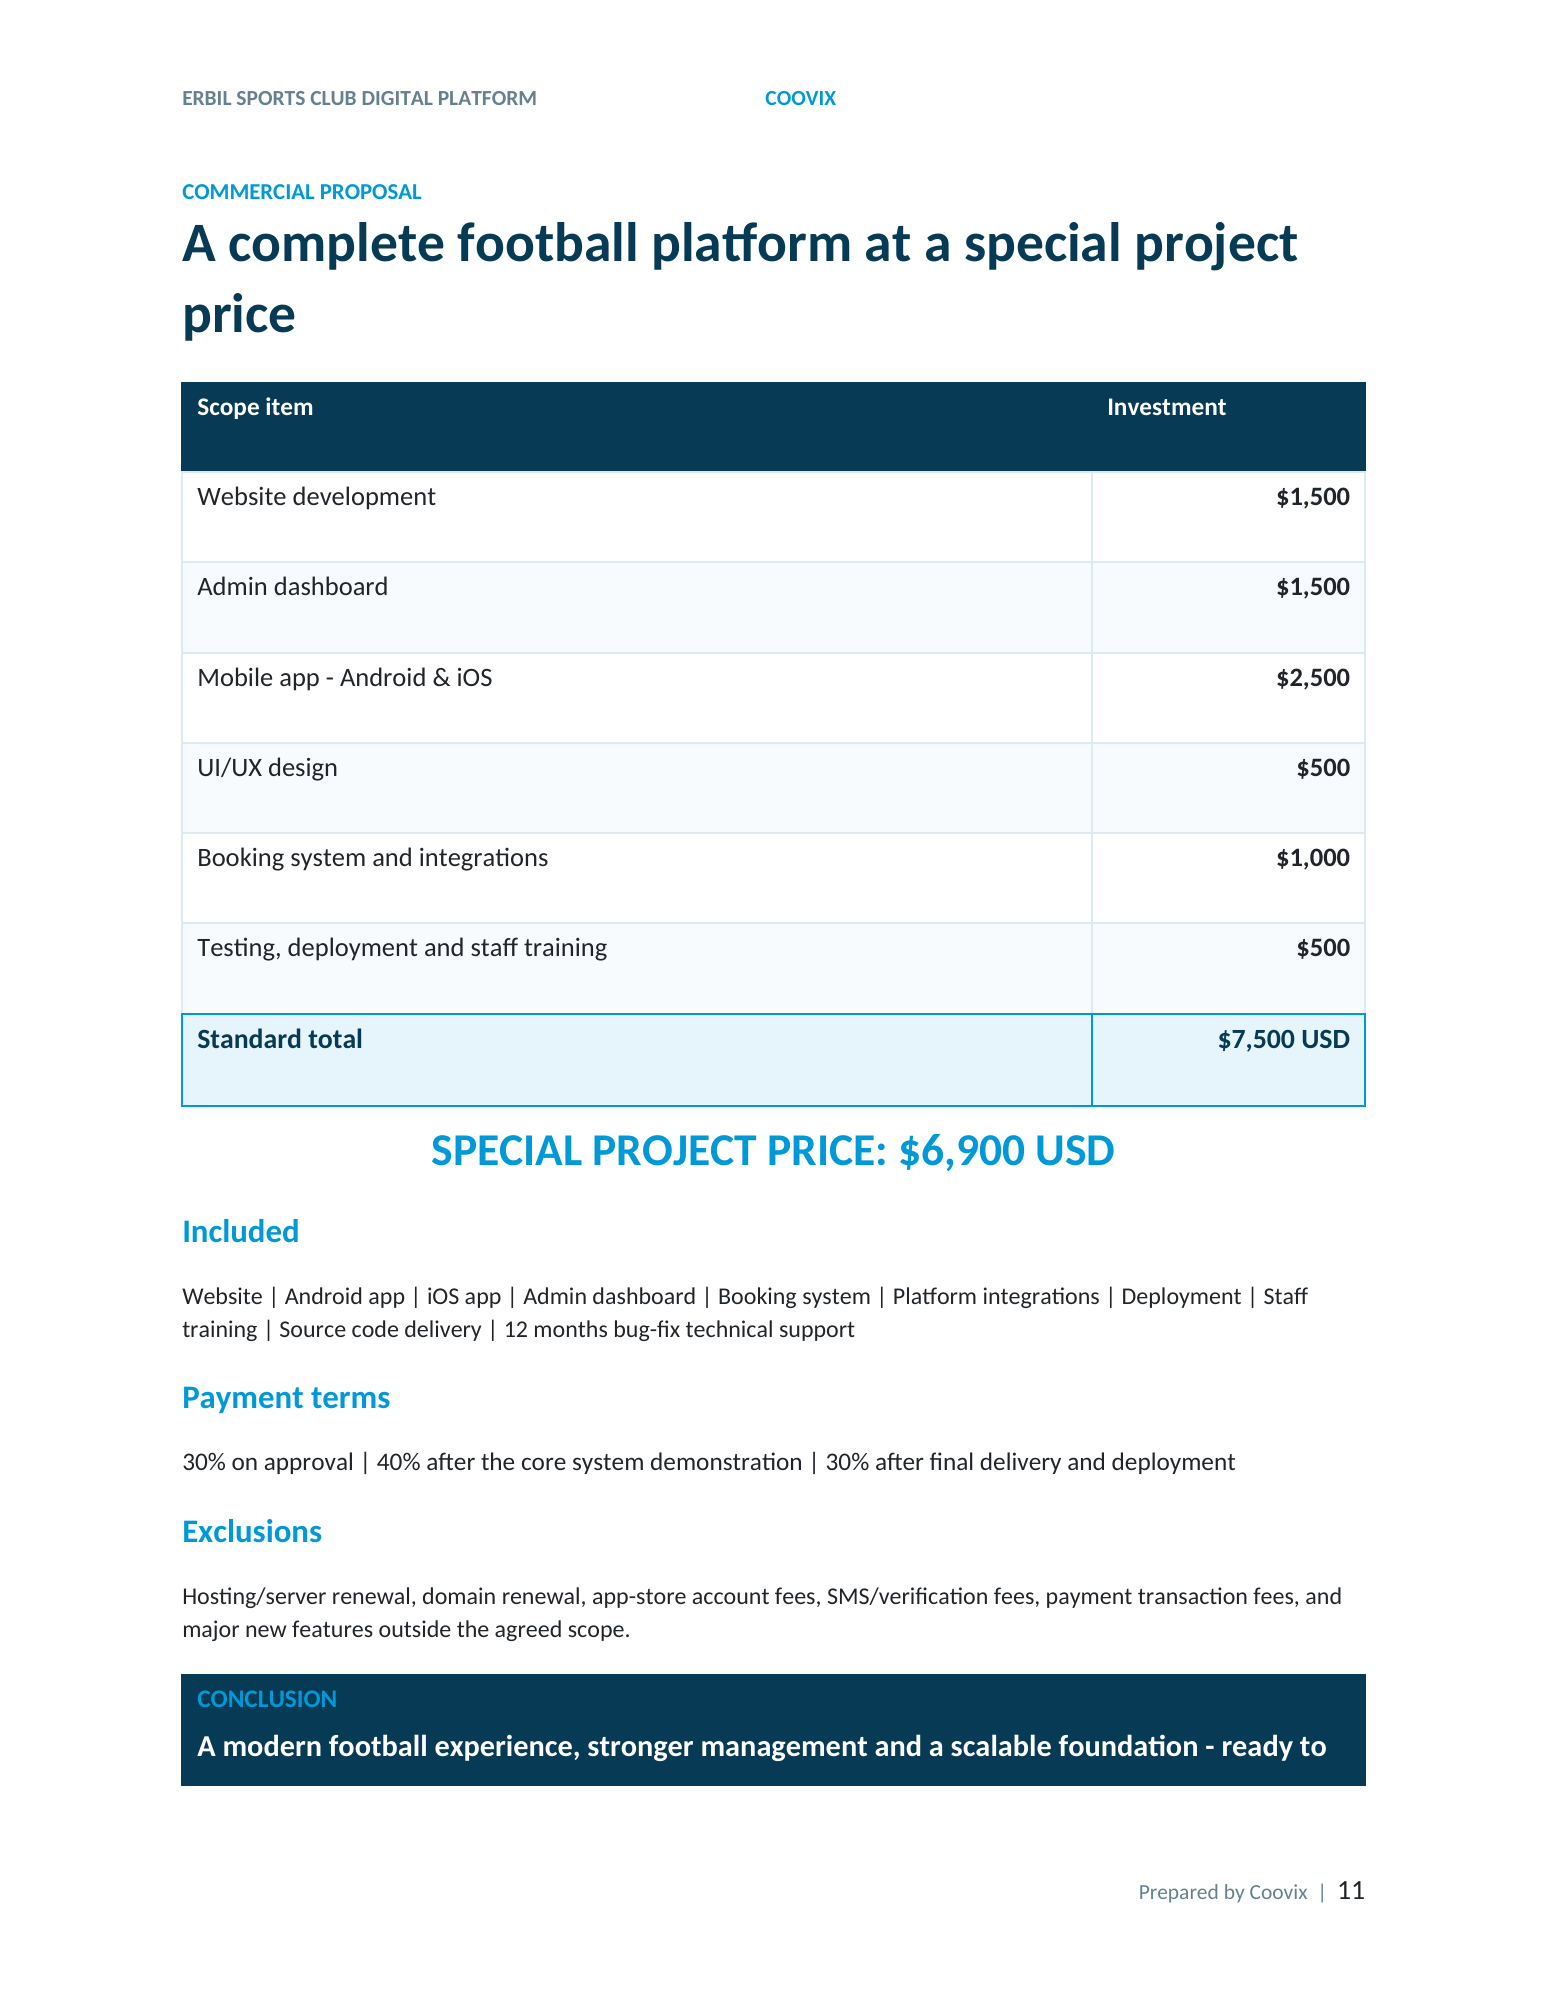 ERBIL SPORTS CLUB DIGITAL PLATFORM COOVIX
COMMERCIAL PROPOSAL
A complete football platform at a special project
price
Scope item Investment
Website development $1,500
Admin dashboard $1,500
Mobile app - Android & iOS $2,500
UI/UX design $500
Booking system and integrations $1,000
Testing, deployment and staff training $500
Standard total $7,500 USD
SPECIAL PROJECT PRICE: $6,900 USD
Included
Website | Android app | iOS app | Admin dashboard | Booking system | Platform integrations | Deployment | Staff
training | Source code delivery | 12 months bug-fix technical support
Payment terms
30% on approval | 40% after the core system demonstration | 30% after final delivery and deployment
Exclusions
Hosting/server renewal, domain renewal, app-store account fees, SMS/verification fees, payment transaction fees, and
major new features outside the agreed scope.
CONCLUSION
A modern football experience, stronger management and a scalable foundation - ready to
Prepared by Coovix | 11